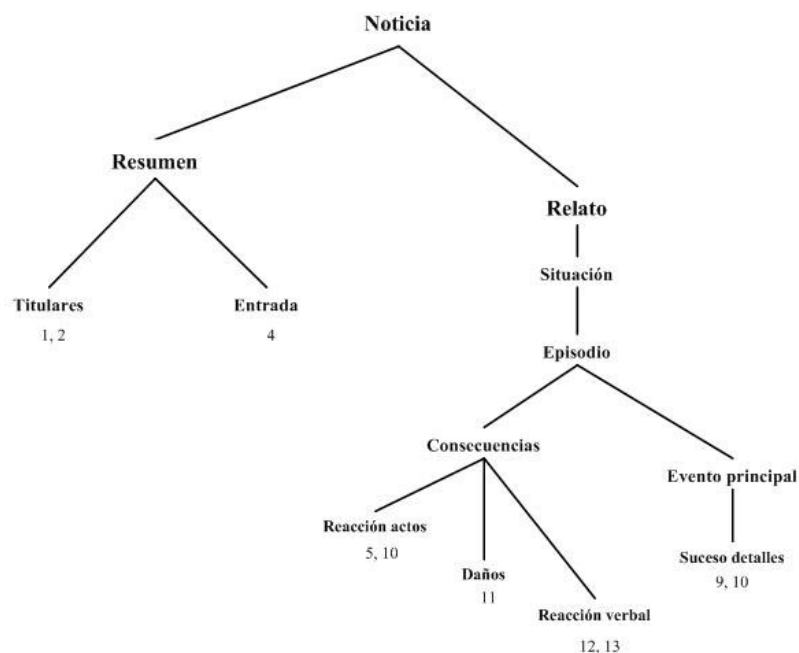 Noticia
Resumen
Relato
Situación
Titulares
Entrada
1, 2
4
Episodio
Consecuencias
Evento principal
Reacción actos
5, 10
Daños
11
Suceso detalles
9, 10
Reacción verbal
12, 13